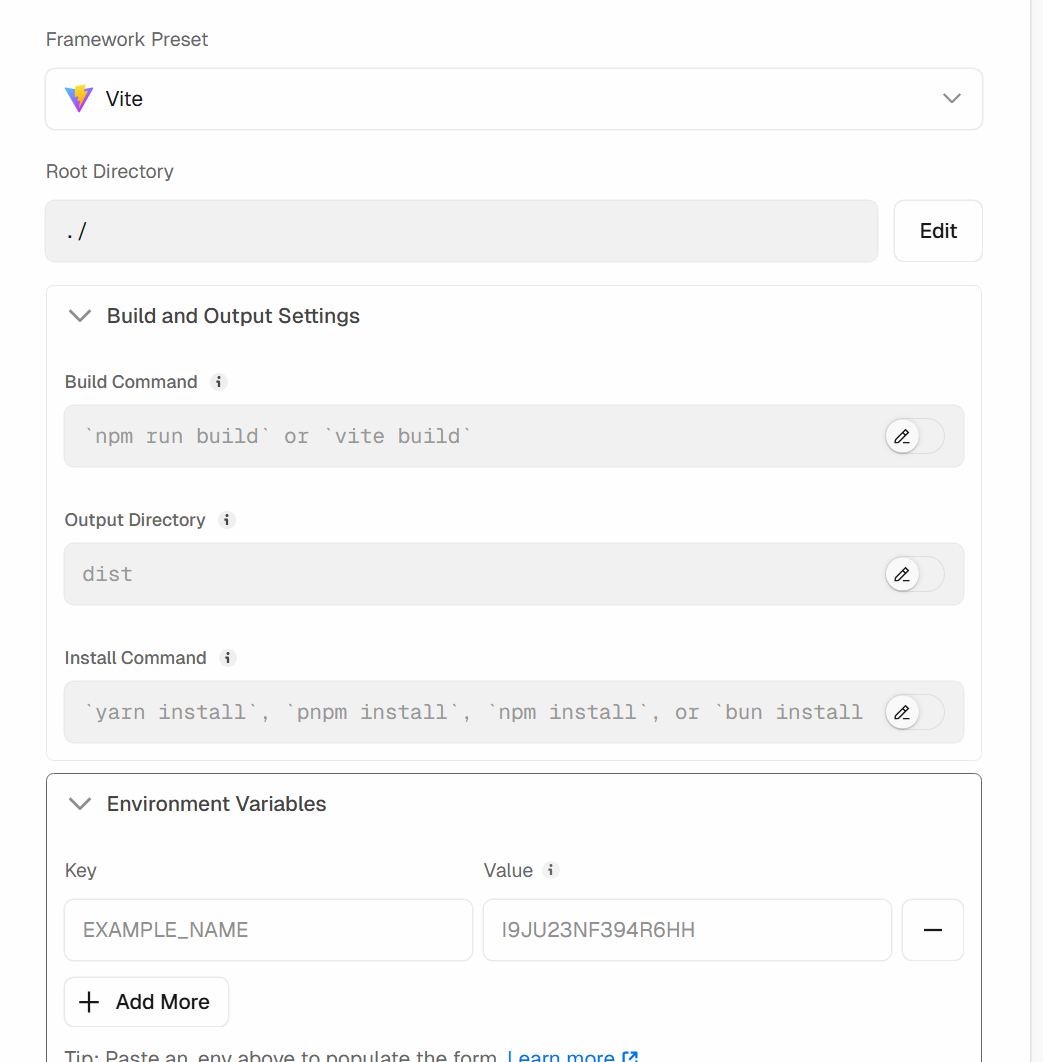 Framework Preset
Vite
Root Directory
./
Edit
Build and Output Settings
Build Command
`npm run build` or `vite build`
Output Directory
dist
Install Command
`yarn install`, `pnpm install`, `npm install`, or `bun install
Environment Variables
Key
Value
EXAMPLE_NAME
I9JU23NF394R6HH
Add More
Tip: Paste an .env above to populate the form. Learn more